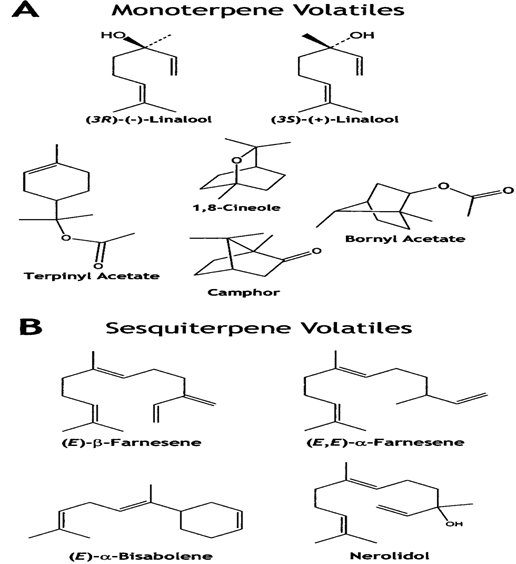 A Monoterpene Volatiles
HO OH
(3R)-(-)-Linalool (3S)-(+)-Linalool
O
1,8-Cineole
O
O
Bornyl Acetate
O
O
Terpinyl Acetate
O
Camphor
B Sesquiterpene Volatiles
(E)-β-Farnesene (E,E)-α-Farnesene
OH
(E)-α-Bisabolene Nerolidol